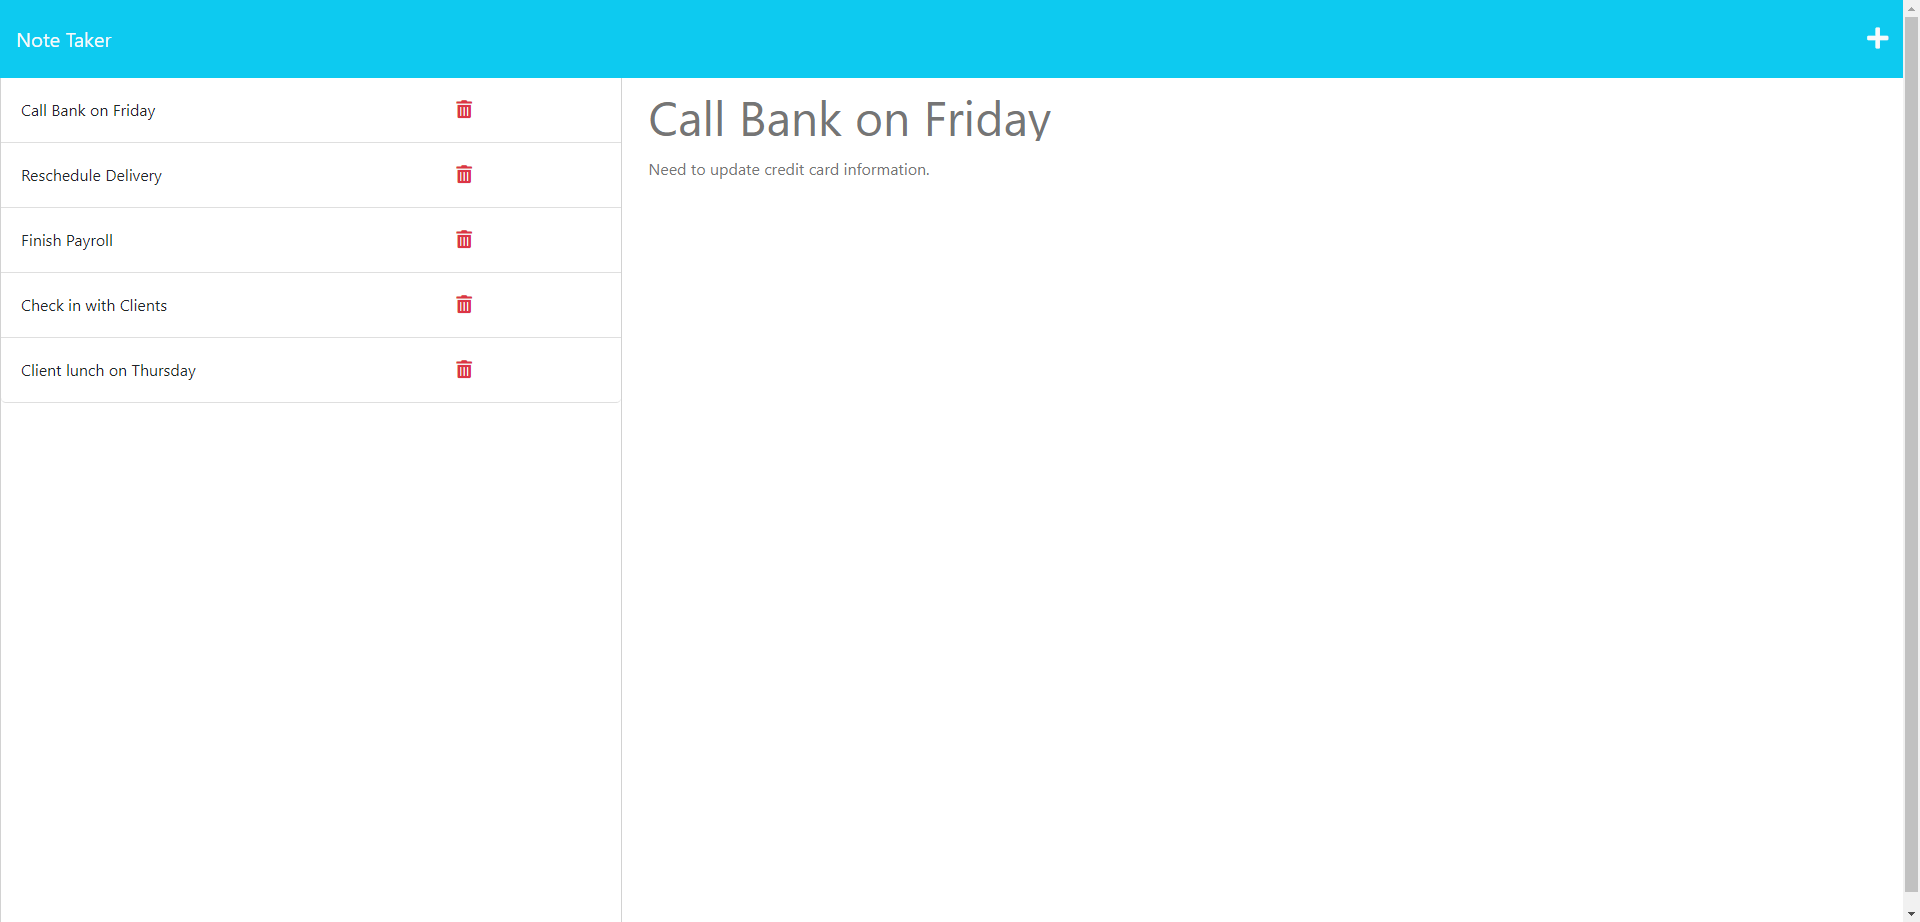 Note Taker
Call Bank on Friday
Reschedule Delivery
Finish Payroll
Check in with Clients
Client lunch on Thursday
Call Bank on Friday
Need to update credit card information.